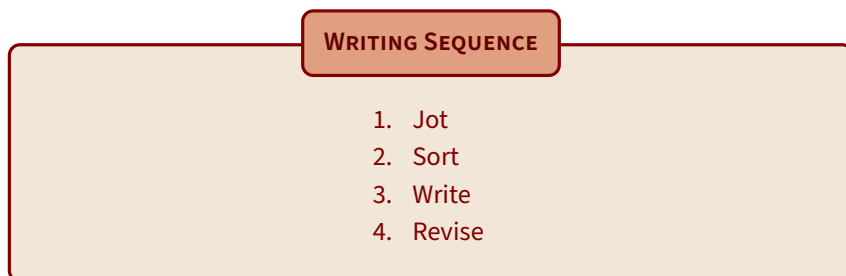 Writing Sequence
1. Jot
2. Sort
3. Write
4. Revise